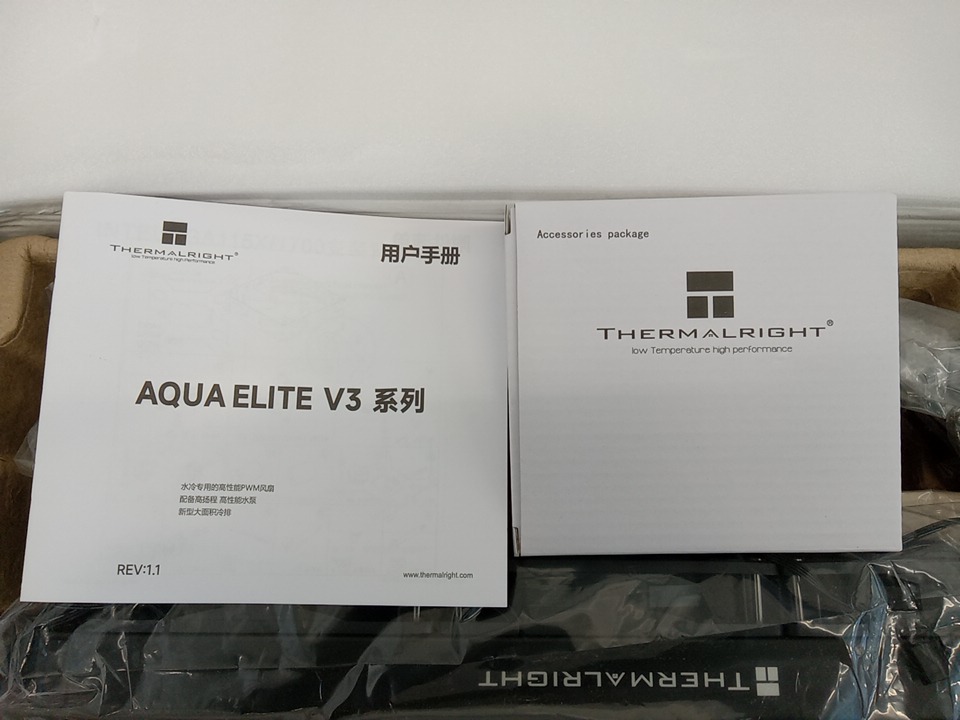 THERMALRIGHT®
low Temperature high Performance
用户手册
AQUA ELITE V3 系列
水冷专用的高性能PWM风扇
配备高扬程 高性能水泵
新型大面积冷排
REV:1.1
www.thermalright.com
Accessories package
THERMALRIGHT®
low Temperature high performance
THERMALRIGHT